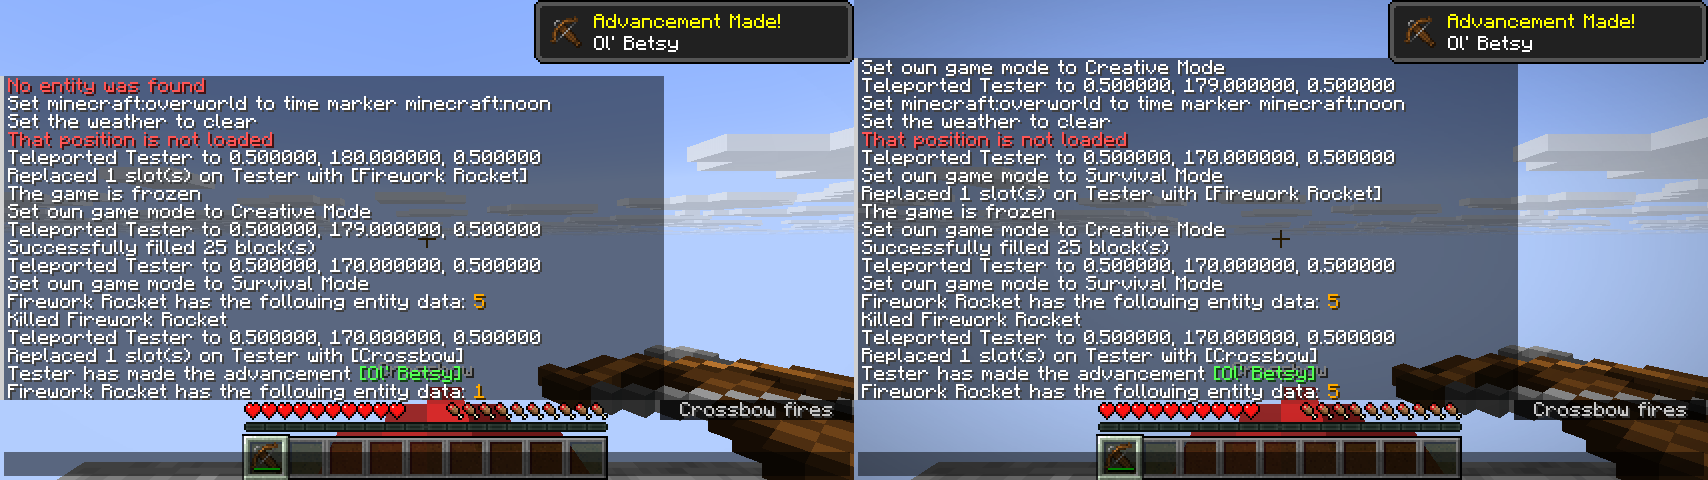 Advancement Made!
Ol' Betsy
No entity was found
Set minecraft:overworld to time marker minecraft:noon
Set the weather to clear
That position is not loaded
Teleported Tester to 0.500000, 180.000000, 0.500000
Replaced 1 slot(s) on Tester with [Firework Rocket]
The game is frozen
Set own game mode to Creative Mode
Teleported Tester to 0.500000, 179.000000, 0.500000
Successfully filled 25 block(s)
Teleported Tester to 0.500000, 170.000000, 0.500000
Set own game mode to Survival Mode
Firework Rocket has the following entity data: 5
Killed Firework Rocket
Teleported Tester to 0.500000, 170.000000, 0.500000
Replaced 1 slot(s) on Tester with [Crossbow]
Tester has made the advancement [Ol' Betsy]
Firework Rocket has the following entity data: 1
Crossbow fires
Advancement Made!
Ol' Betsy
Set own game mode to Creative Mode
Teleported Tester to 0.500000, 179.000000, 0.500000
Set minecraft:overworld to time marker minecraft:noon
Set the weather to clear
That position is not loaded
Teleported Tester to 0.500000, 170.000000, 0.500000
Set own game mode to Survival Mode
Replaced 1 slot(s) on Tester with [Firework Rocket]
The game is frozen
Set own game mode to Creative Mode
Successfully filled 25 block(s)
Teleported Tester to 0.500000, 170.000000, 0.500000
Set own game mode to Survival Mode
Firework Rocket has the following entity data: 5
Killed Firework Rocket
Teleported Tester to 0.500000, 170.000000, 0.500000
Replaced 1 slot(s) on Tester with [Crossbow]
Tester has made the advancement [Ol' Betsy]
Firework Rocket has the following entity data: 5
Crossbow fires